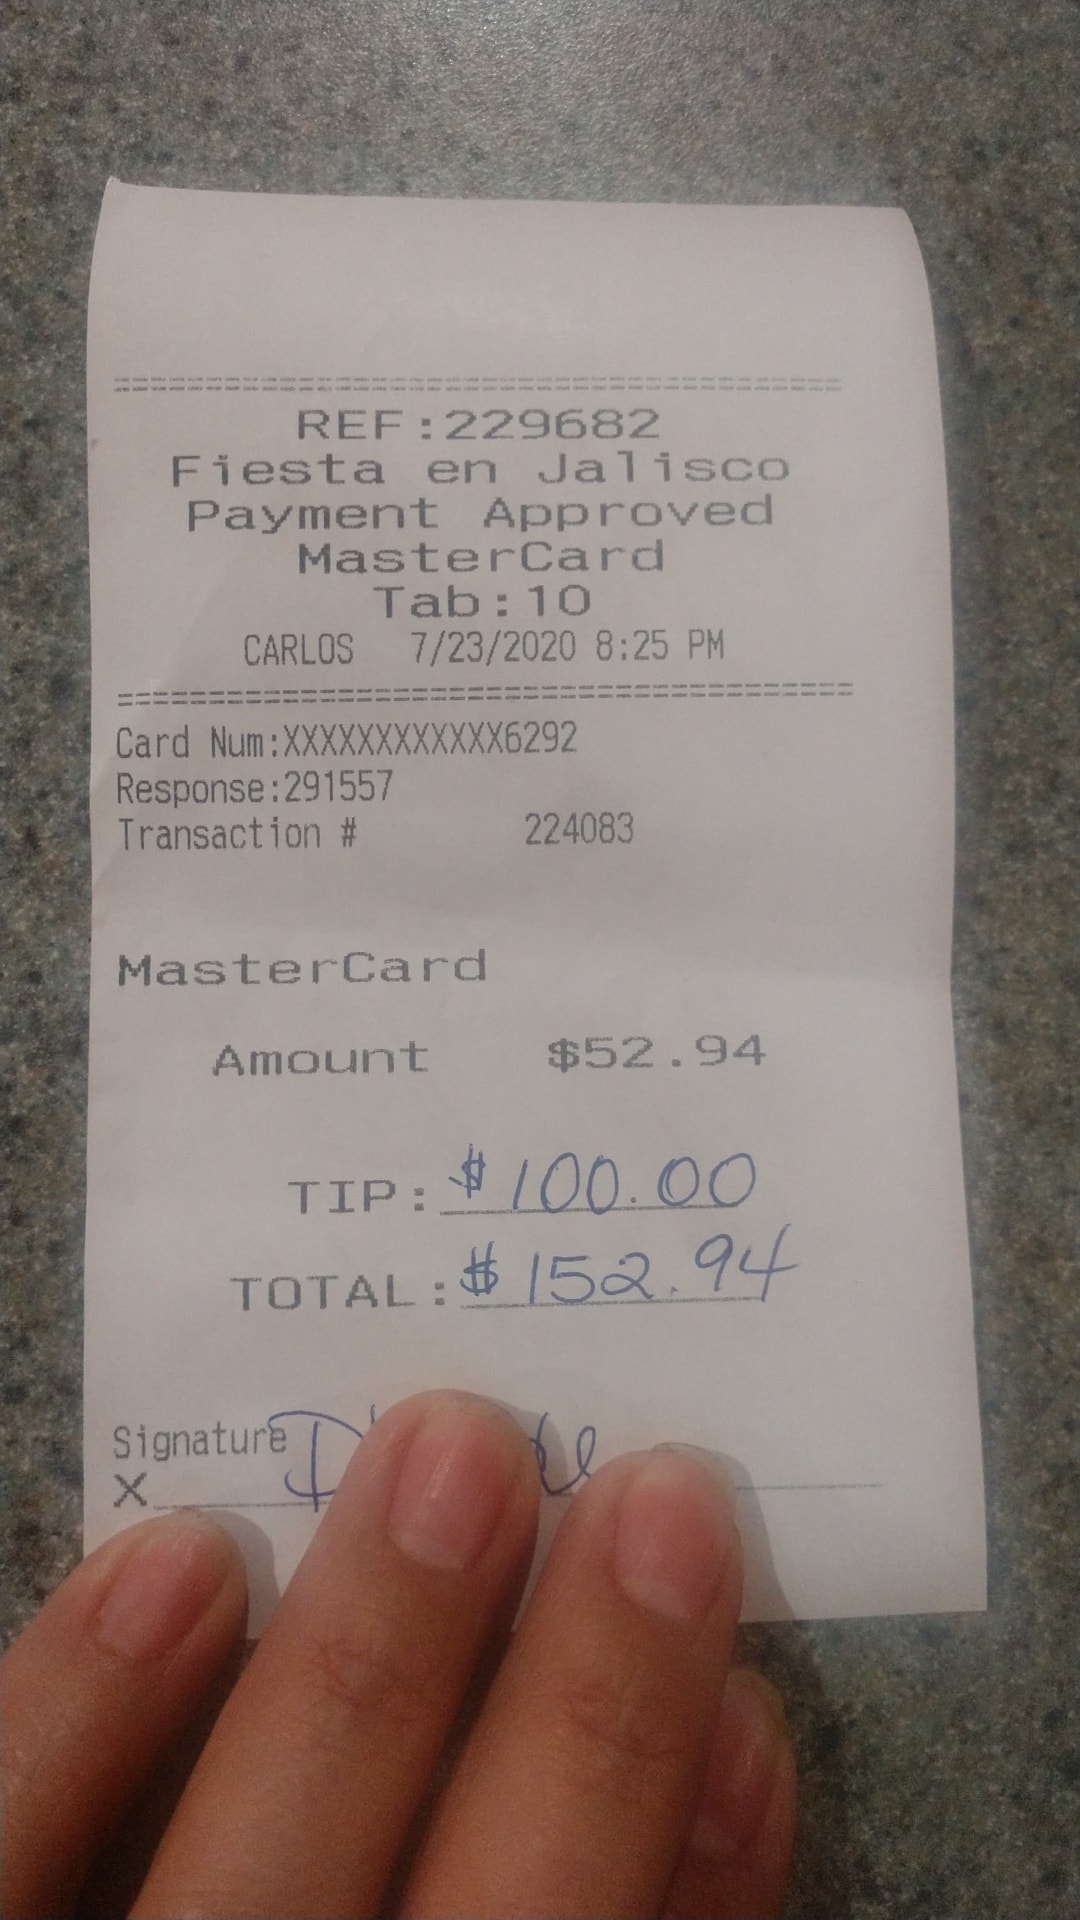 REF:229682
Fiesta en Jalisco
Payment Approved
MasterCard
Tab:10
CARLOS 7/23/2020 8:25 PM
Card Num:XXXXXXXXXXXX6292
Response:291557
Transaction # 224083
MasterCard
Amount $52.94
TIP: $100.00
TOTAL: $152.94
Signature
X